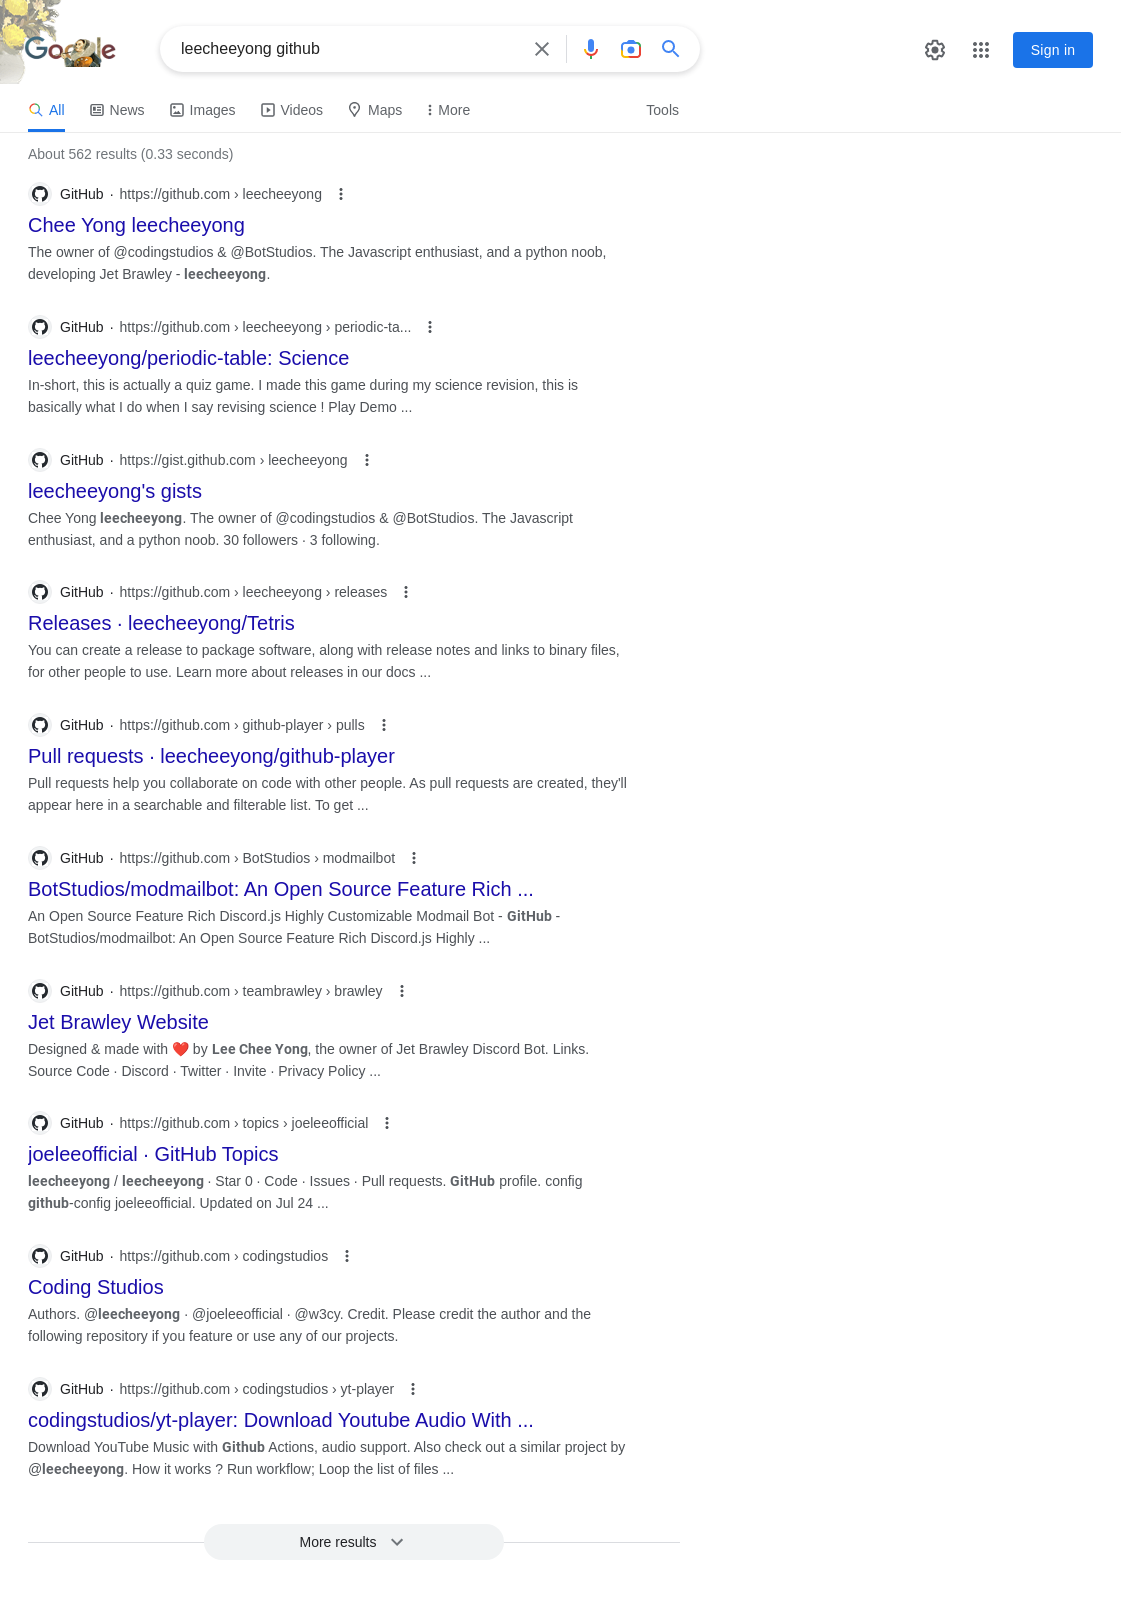 Google
leecheeyong github
Sign in
All
News
Images
Videos
Maps
More
Tools
About 562 results (0.33 seconds)
GitHub · https://github.com › leecheeyong
Chee Yong leecheeyong
The owner of @codingstudios & @BotStudios. The Javascript enthusiast, and a python noob,
developing Jet Brawley - leecheeyong.
GitHub · https://github.com › leecheeyong › periodic-ta...
leecheeyong/periodic-table: Science
In-short, this is actually a quiz game. I made this game during my science revision, this is
basically what I do when I say revising science ! Play Demo ...
GitHub · https://gist.github.com › leecheeyong
leecheeyong's gists
Chee Yong leecheeyong. The owner of @codingstudios & @BotStudios. The Javascript
enthusiast, and a python noob. 30 followers · 3 following.
GitHub · https://github.com › leecheeyong › releases
Releases · leecheeyong/Tetris
You can create a release to package software, along with release notes and links to binary files,
for other people to use. Learn more about releases in our docs ...
GitHub · https://github.com › github-player › pulls
Pull requests · leecheeyong/github-player
Pull requests help you collaborate on code with other people. As pull requests are created, they'll
appear here in a searchable and filterable list. To get ...
GitHub · https://github.com › BotStudios › modmailbot
BotStudios/modmailbot: An Open Source Feature Rich ...
An Open Source Feature Rich Discord.js Highly Customizable Modmail Bot - GitHub -
BotStudios/modmailbot: An Open Source Feature Rich Discord.js Highly ...
GitHub · https://github.com › teambrawley › brawley
Jet Brawley Website
Designed & made with ❤️ by Lee Chee Yong, the owner of Jet Brawley Discord Bot. Links.
Source Code · Discord · Twitter · Invite · Privacy Policy ...
GitHub · https://github.com › topics › joeleeofficial
joeleeofficial · GitHub Topics
leecheeyong / leecheeyong · Star 0 · Code · Issues · Pull requests. GitHub profile. config
github-config joeleeofficial. Updated on Jul 24 ...
GitHub · https://github.com › codingstudios
Coding Studios
Authors. @leecheeyong · @joeleeofficial · @w3cy. Credit. Please credit the author and the
following repository if you feature or use any of our projects.
GitHub · https://github.com › codingstudios › yt-player
codingstudios/yt-player: Download Youtube Audio With ...
Download YouTube Music with Github Actions, audio support. Also check out a similar project by
@leecheeyong. How it works ? Run workflow; Loop the list of files ...
More results